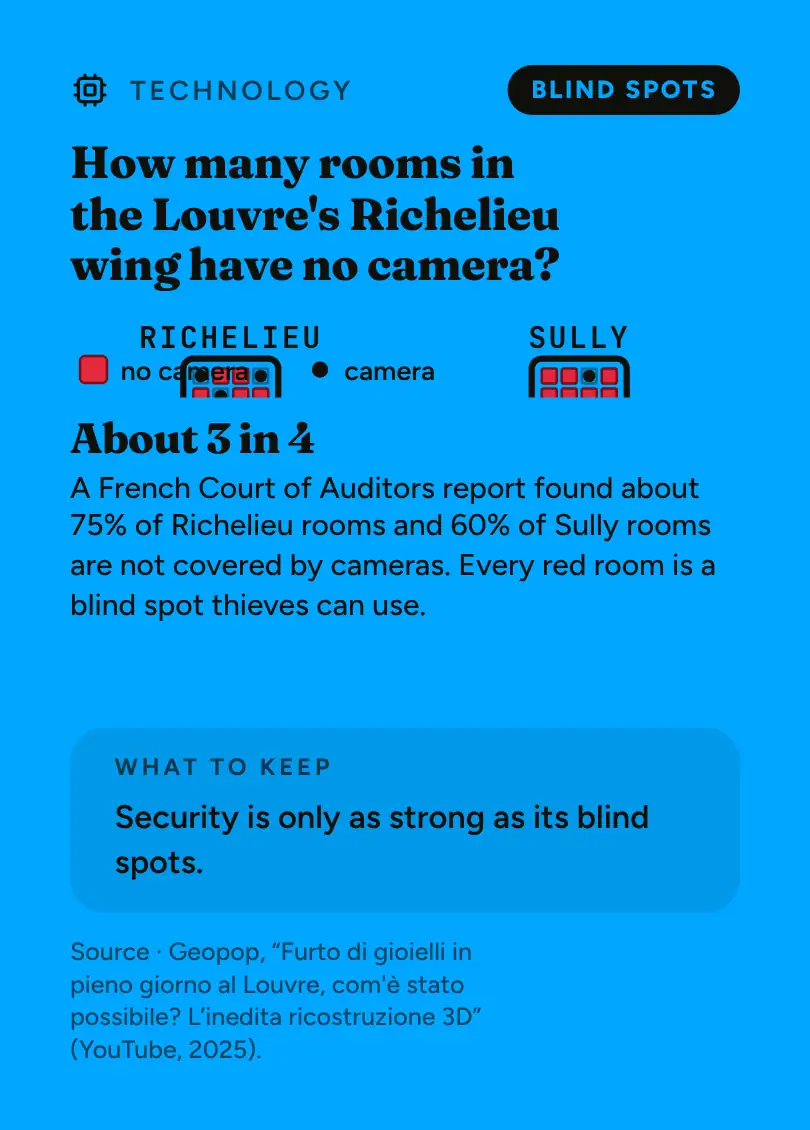 TECHNOLOGY
BLIND SPOTS
How many rooms in
the Louvre's Richelieu
wing have no camera?
RICHELIEU
SULLY
no camera
camera
About 3 in 4
A French Court of Auditors report found about
75% of Richelieu rooms and 60% of Sully rooms
are not covered by cameras. Every red room is a
blind spot thieves can use.
WHAT TO KEEP
Security is only as strong as its blind
spots.
Source · Geopop, “Furto di gioielli in
pieno giorno al Louvre, com'è stato
possibile? L’inedita ricostruzione 3D”
(YouTube, 2025).